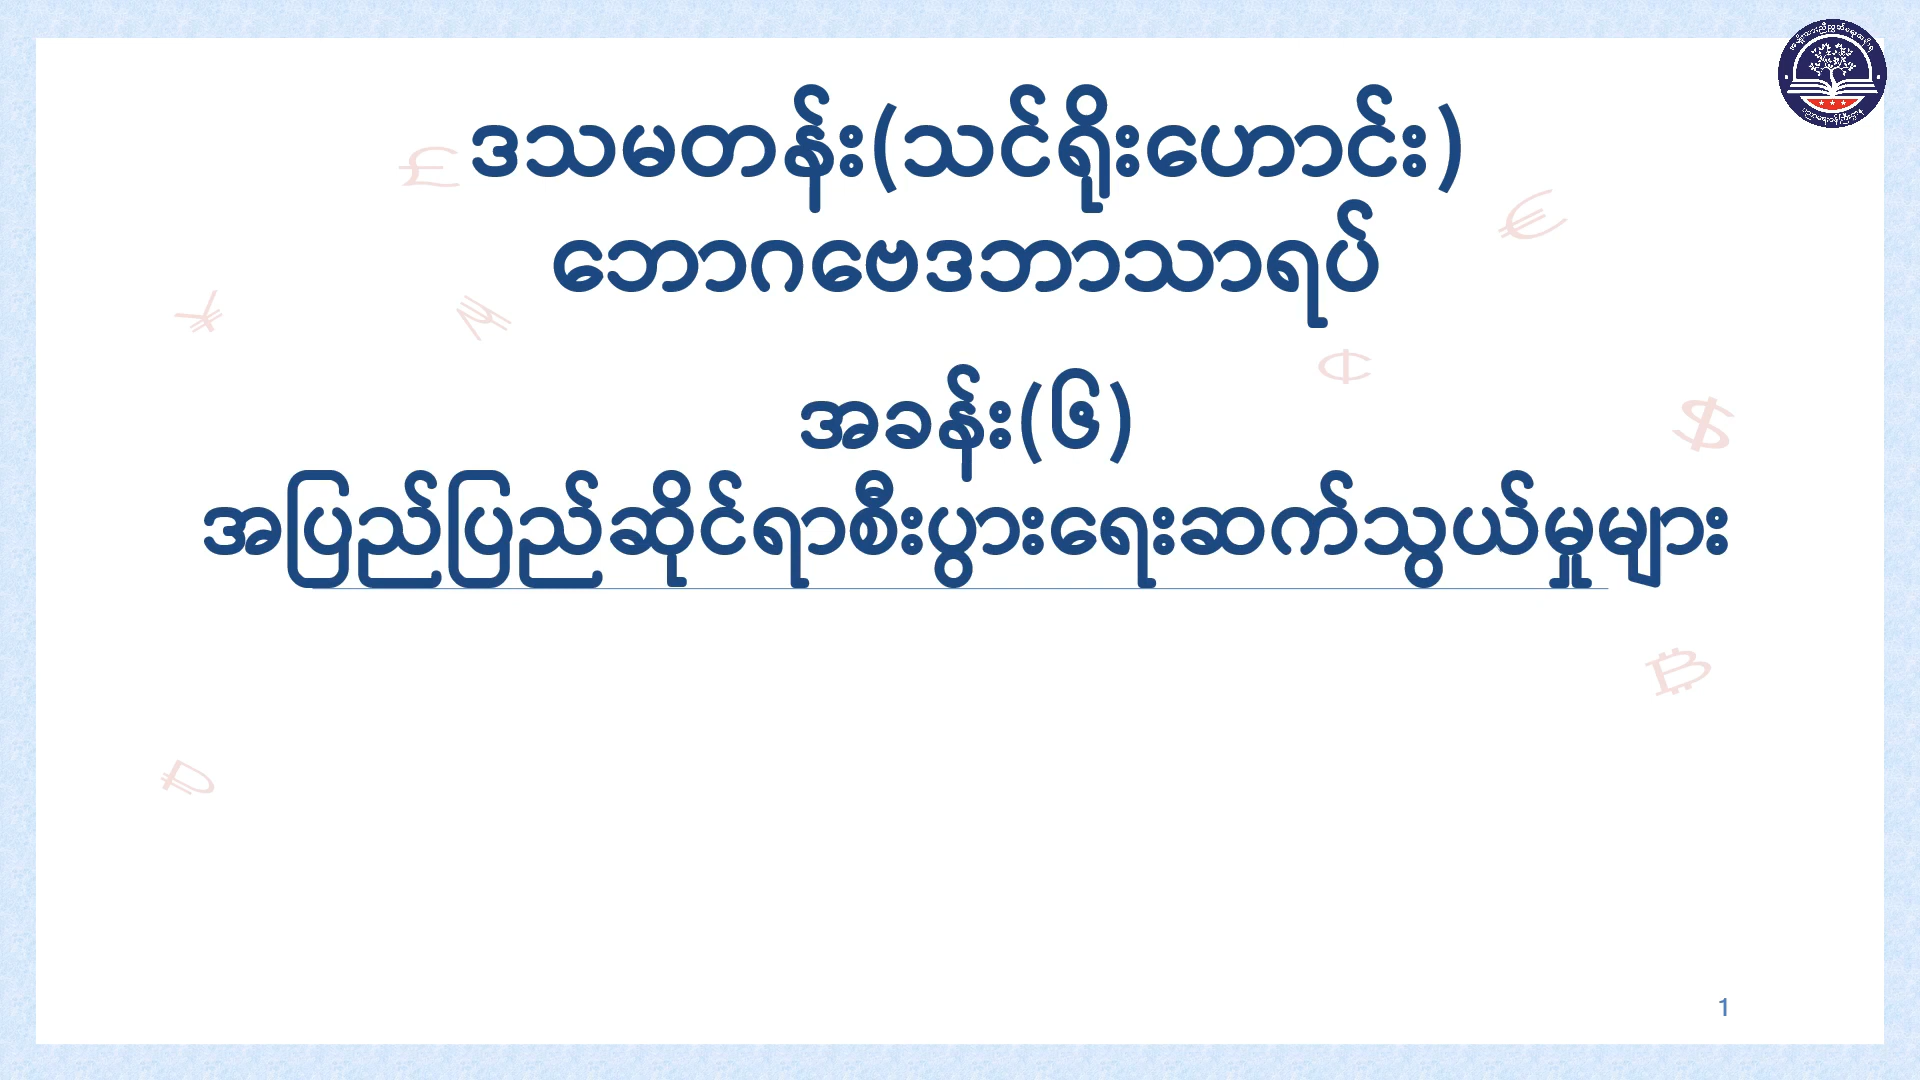 ဒသမတန်း(သင်ရိုးဟောင်း)
ဘောဂဗေဒဘာသာရပ်
အခန်း(၆)
အပြည်ပြည်ဆိုင်ရာစီးပွားရေးဆက်သွယ်မှုများ
1